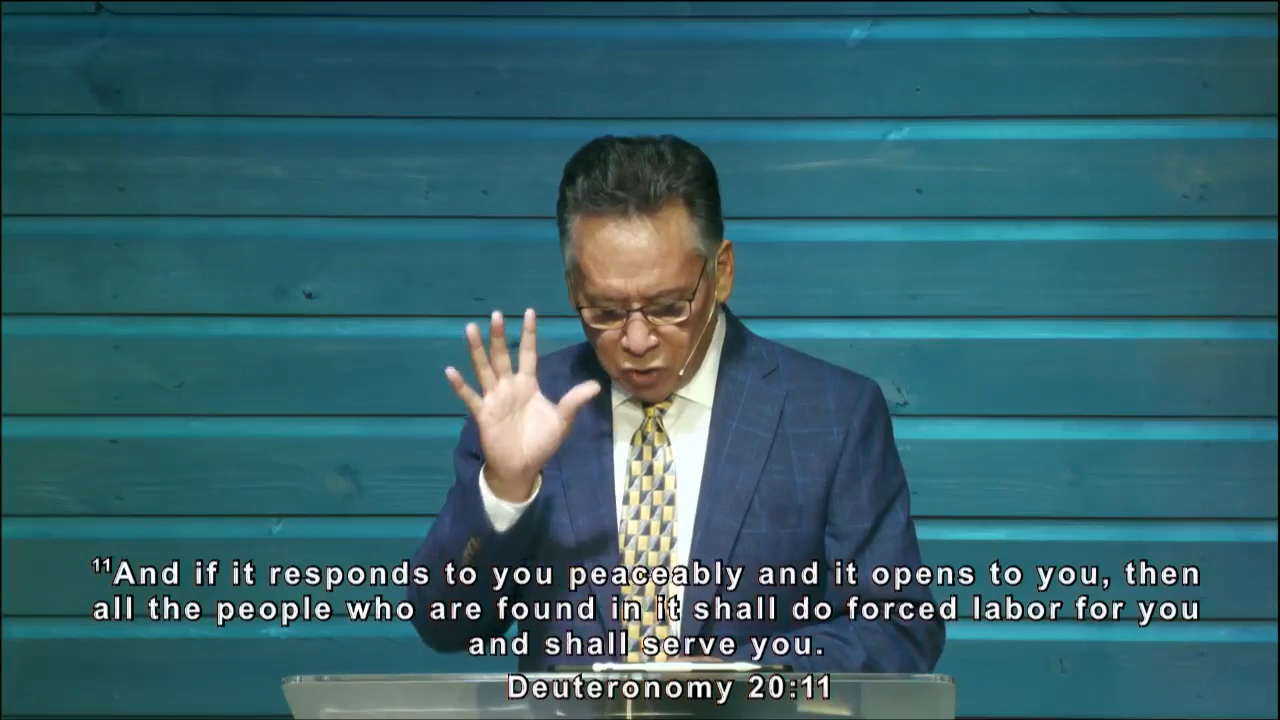 ¹¹And if it responds to you peaceably and it opens to you, then
all the people who are found in it shall do forced labor for you
and shall serve you.
Deuteronomy 20:11